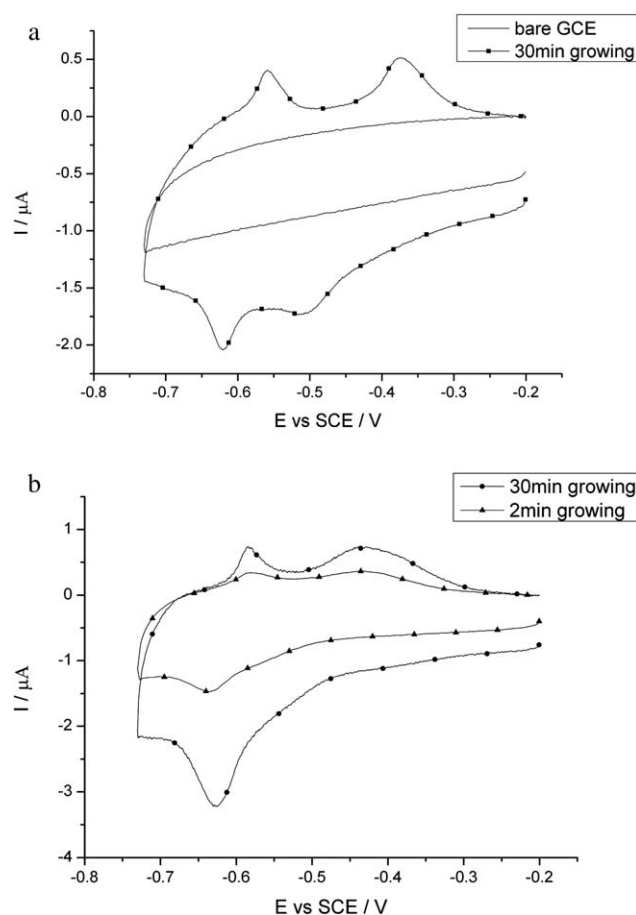 a
bare GCE
30min growing
0.5
0.0
-0.5
-1.0
-1.5
-2.0
I / μA
-0.8 -0.7 -0.6 -0.5 -0.4 -0.3 -0.2
E vs SCE / V
b
30min growing
2min growing
1
0
-1
-2
-3
-4
I / μA
-0.8 -0.7 -0.6 -0.5 -0.4 -0.3 -0.2
E vs SCE / V